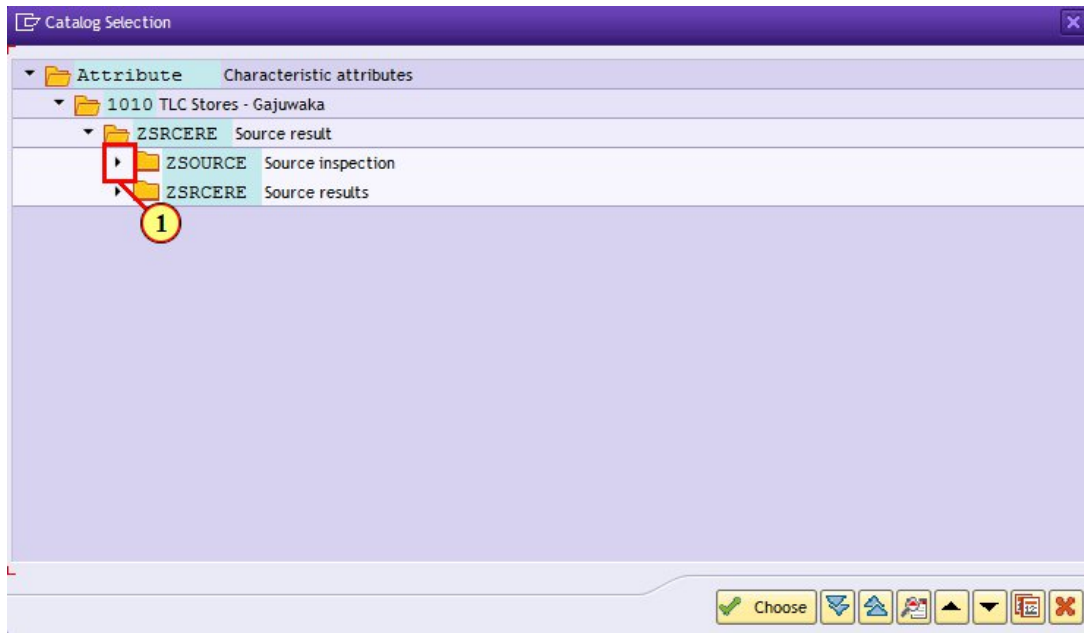 Catalog Selection
Attribute Characteristic attributes
1010 TLC Stores - Gajuwaka
ZSRCERE Source result
ZSOURCE Source inspection
ZSRCERE Source results
1
Choose